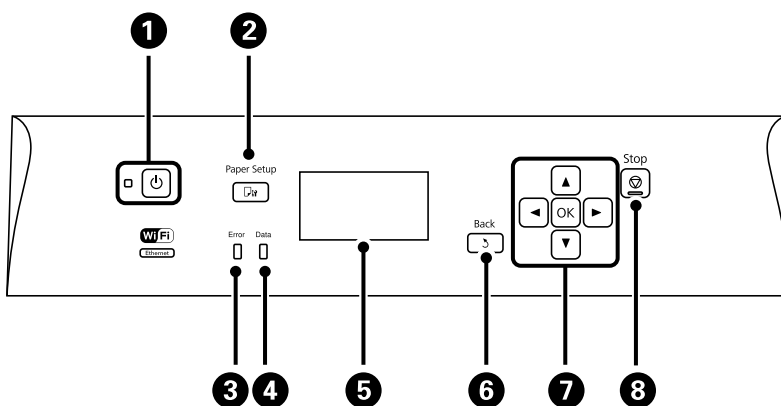 1 2
Paper Setup
Stop
OK
Back
WiFi
Ethernet
Error Data
3 4 5 6 7 8